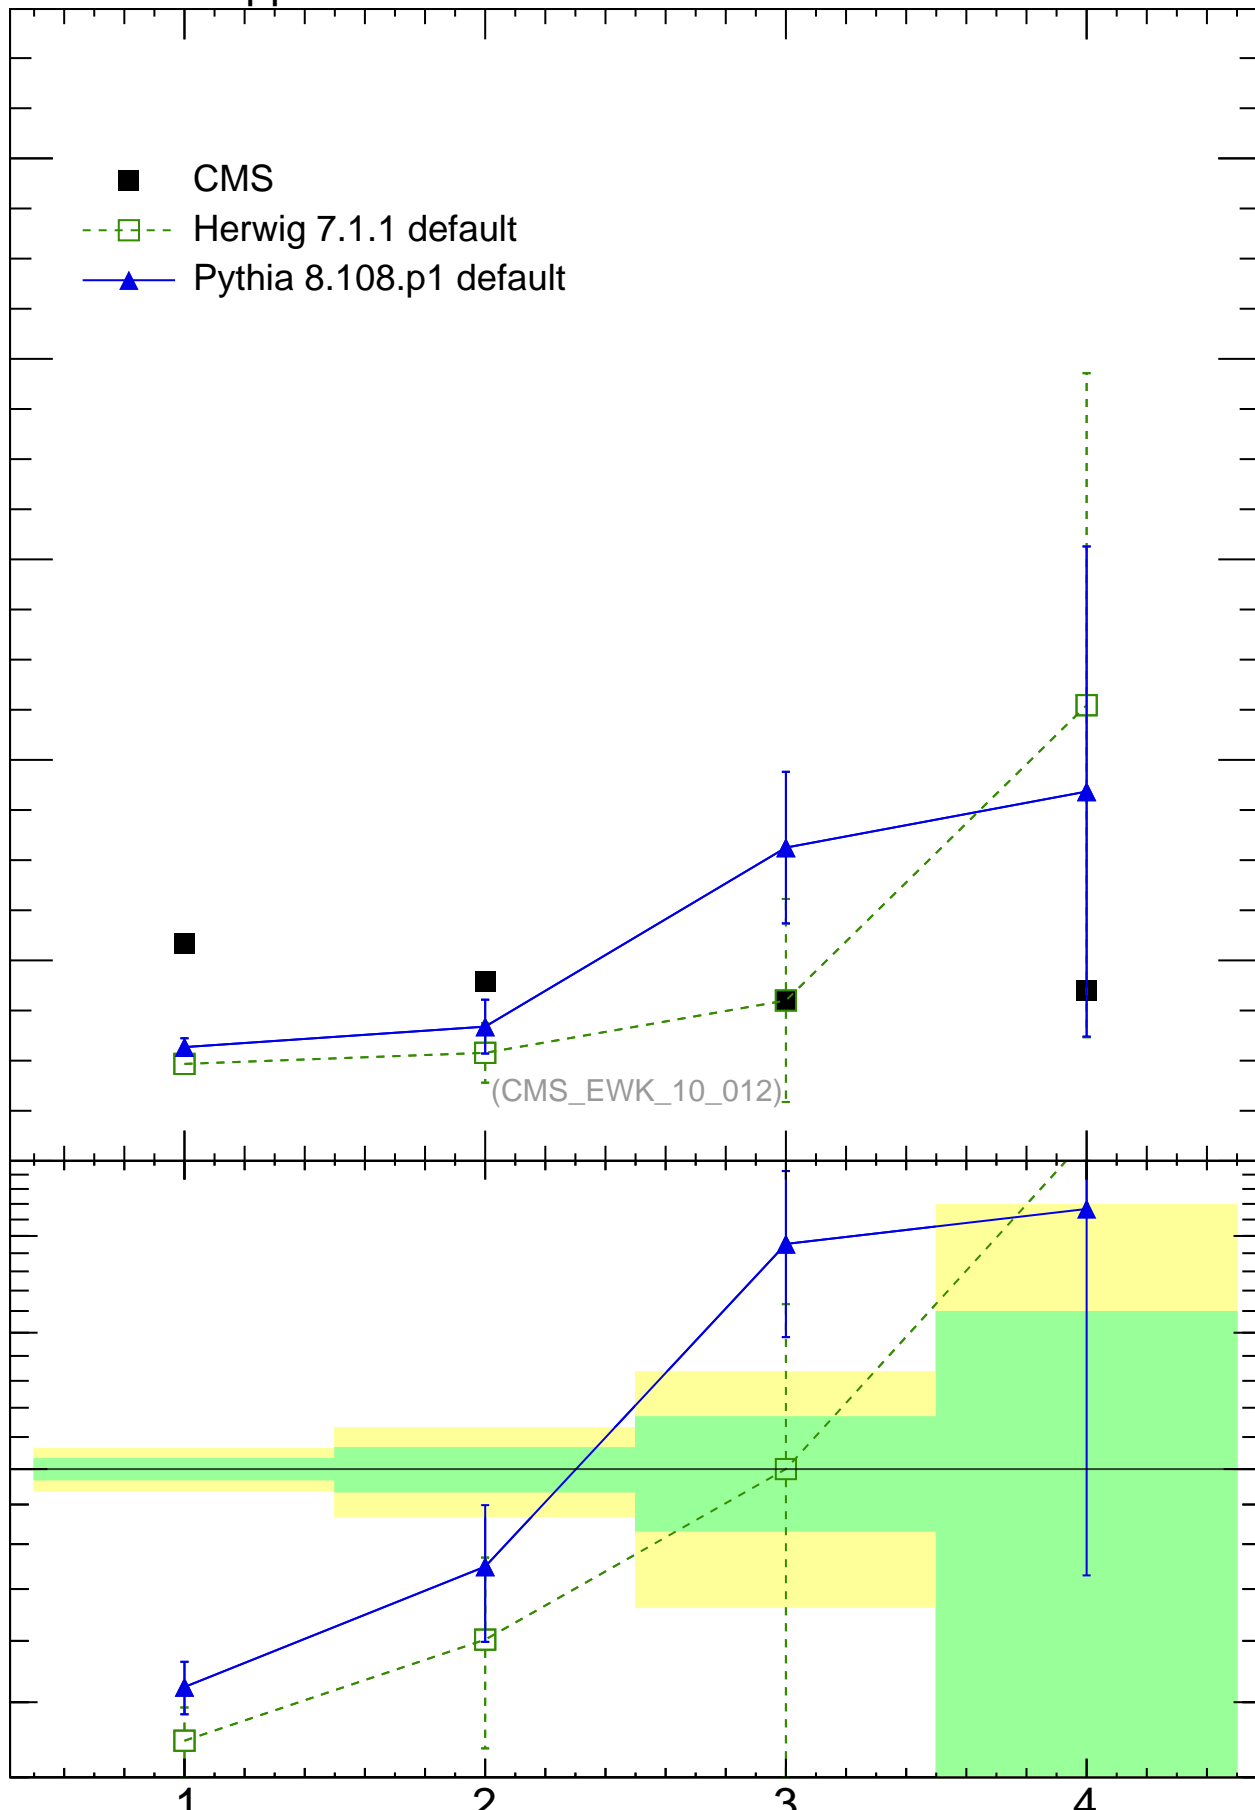 CMS
Herwig 7.1.1 default
Pythia 8.108.p1 default
(CMS_EWK_10_012)
1 2 3 4